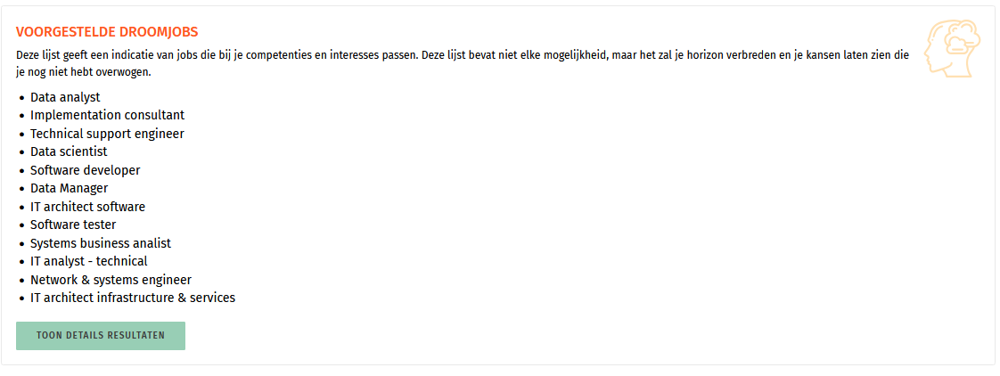 VOORGESTELDE DROOMJOBS
Deze lijst geeft een indicatie van jobs die bij je competenties en interesses passen. Deze lijst bevat niet elke mogelijkheid, maar het zal je horizon verbreden en je kansen laten zien die
je nog niet hebt overwogen.
• Data analyst
• Implementation consultant
• Technical support engineer
• Data scientist
• Software developer
• Data Manager
• IT architect software
• Software tester
• Systems business analist
• IT analyst - technical
• Network & systems engineer
• IT architect infrastructure & services
TOON DETAILS RESULTATEN